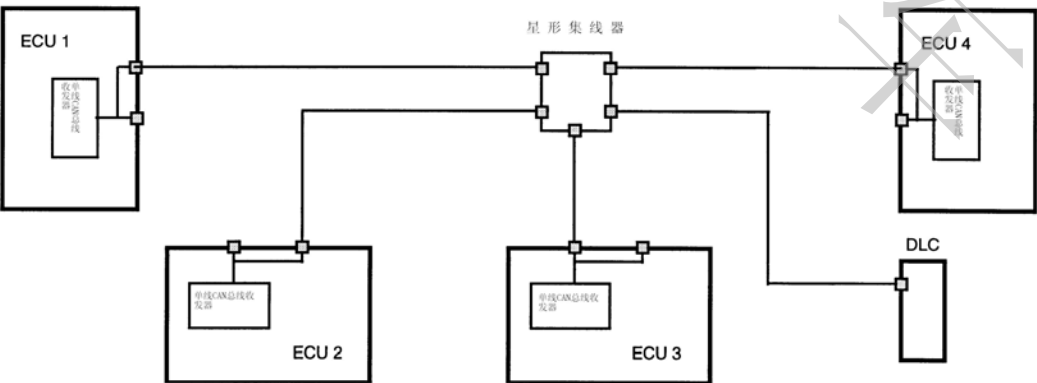 星形集线器
ECU 1
单线CAN总线
收发器
ECU 4
单线CAN总线
收发器
DLC
单线CAN总线收
发器
ECU 2
单线CAN总线收
发器
ECU 3